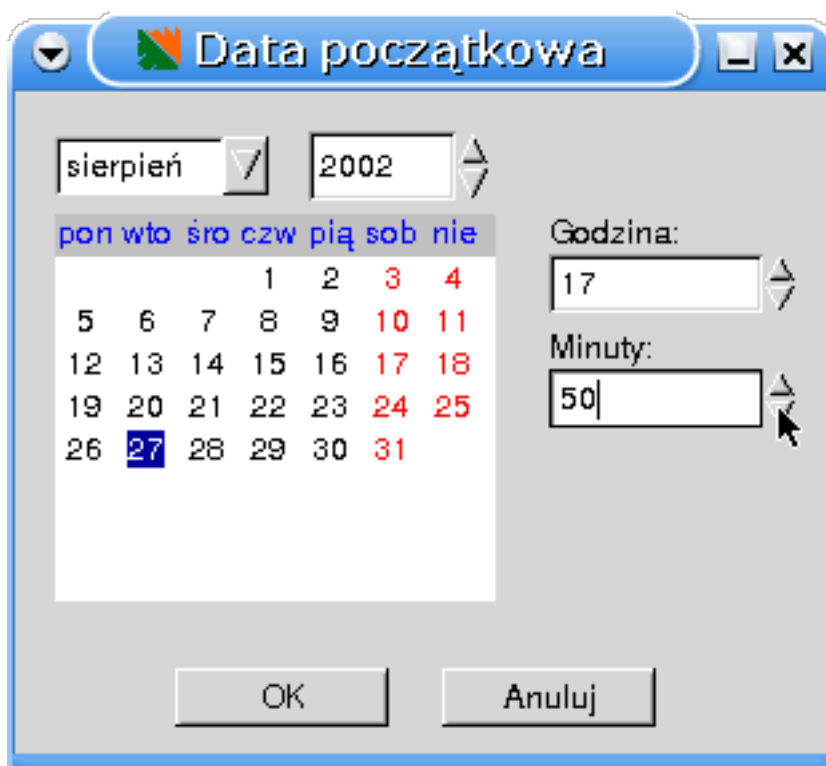 Data początkowa
sierpień 2002
pon wto śro czw pią sob nie
1 2 3 4
5 6 7 8 9 10 11
12 13 14 15 16 17 18
19 20 21 22 23 24 25
26 27 28 29 30 31
Godzina:
17
Minuty:
50
OK Anuluj